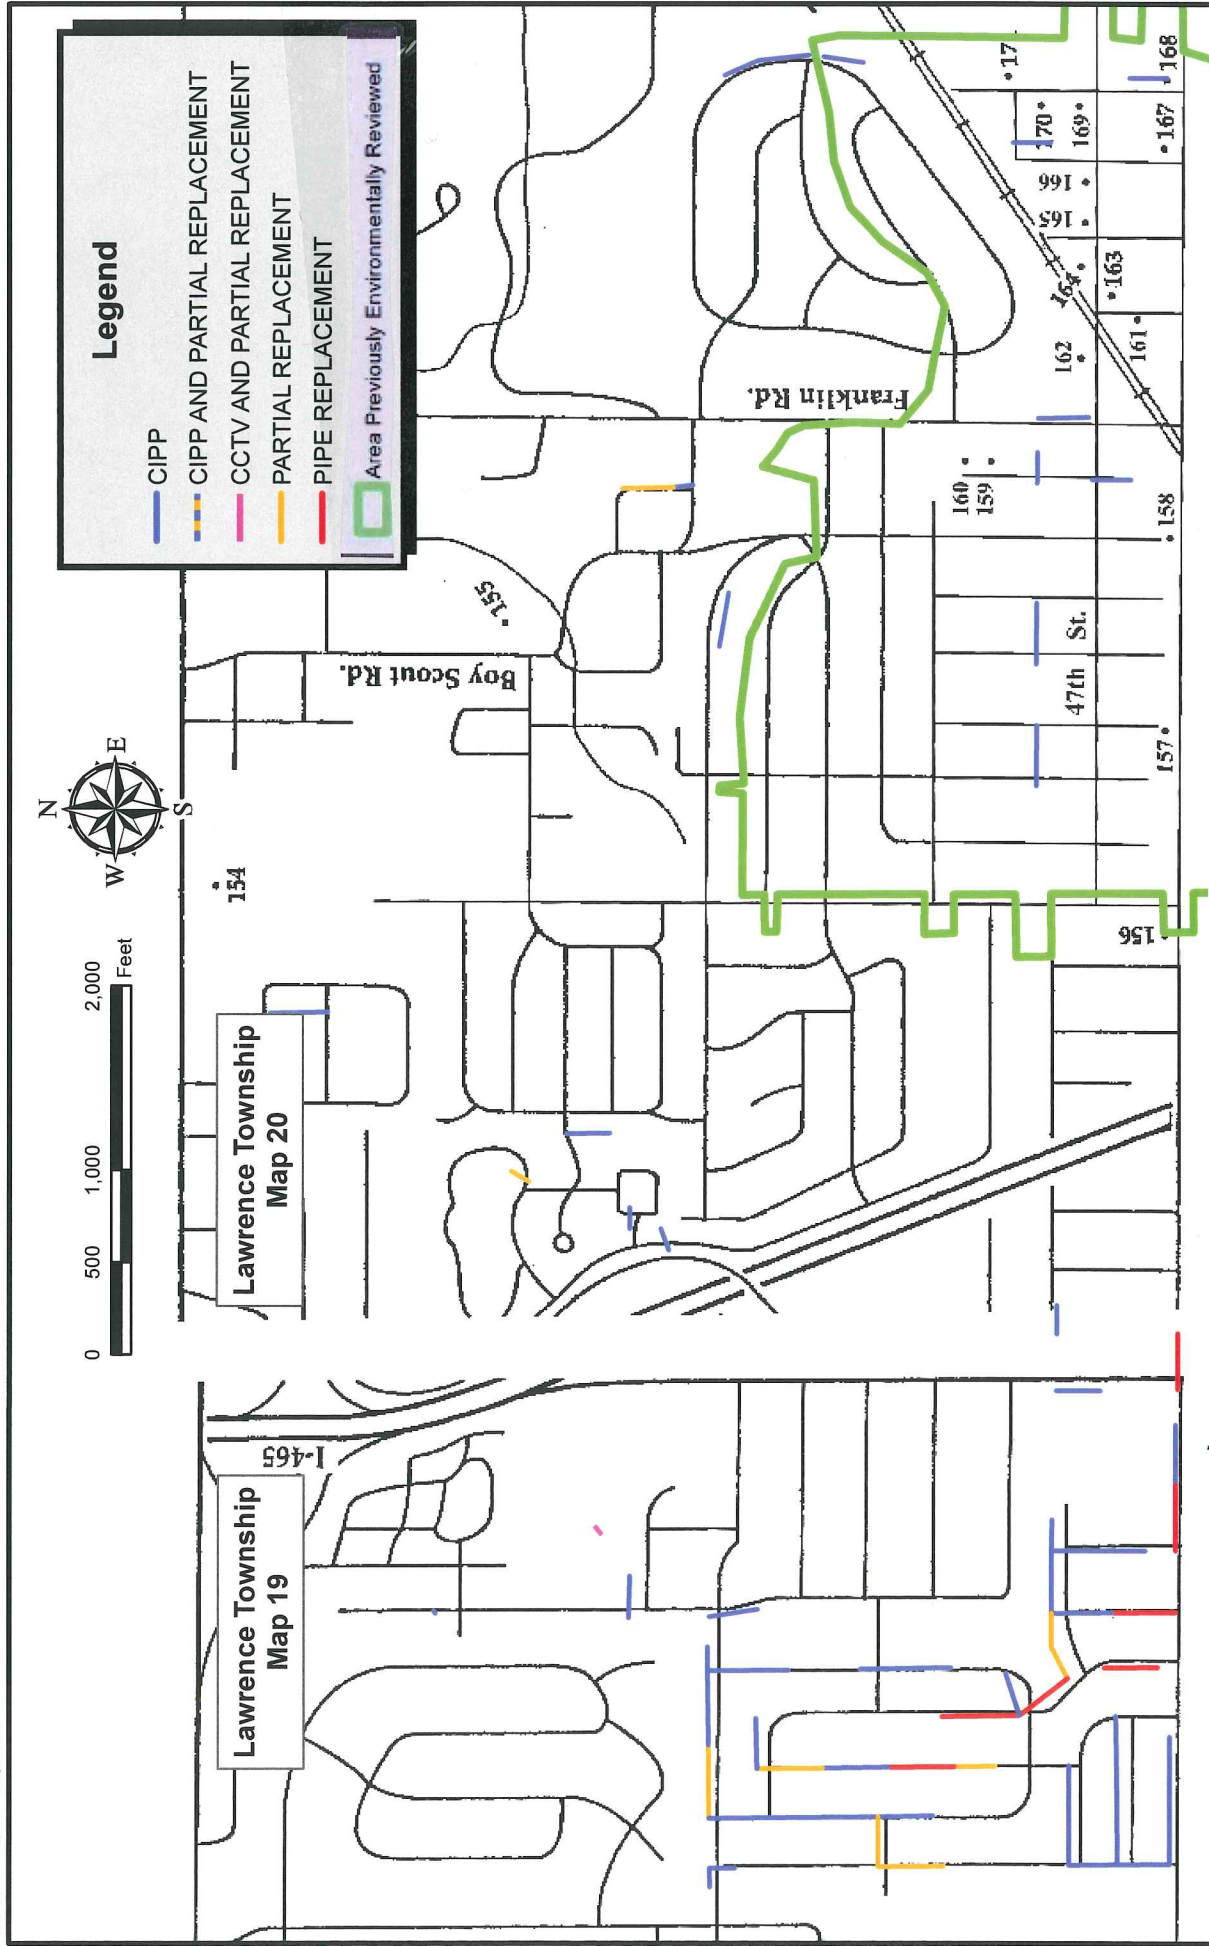 Legend
CIPP
CIPP AND PARTIAL REPLACEMENT
CCTV AND PARTIAL REPLACEMENT
PARTIAL REPLACEMENT
PIPE REPLACEMENT
Area Previously Environmentally Reviewed
N
W
E
S
0
500
1,000
2,000
Feet
Lawrence Township
Map 19
Lawrence Township
Map 20
I-465
154
Boy Scout Rd.
155
Franklin Rd.
47th St.
156
157
158
159
160
161
162
163
164
165
166
167
168
169
170
17